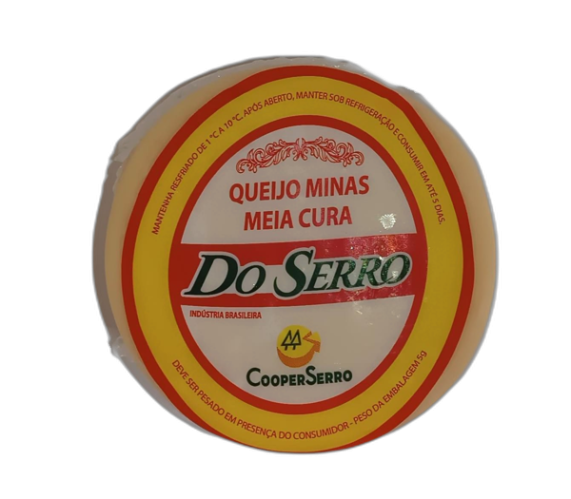 MANTENHA RESFRIADO DE 1 °C A 10 °C. APÓS ABERTO, MANTER SOB REFRIGERAÇÃO E CONSUMIR EM ATÉ 5 DIAS.
QUEIJO MINAS
MEIA CURA
DO SERRO
INDÚSTRIA BRASILEIRA
COOPERSERRO
DEVE SER PESADO EM PRESENÇA DO CONSUMIDOR - PESO DA EMBALAGEM 5g